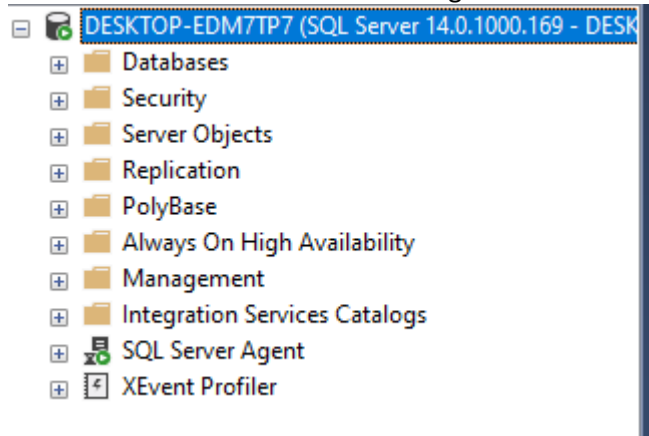 DESKTOP-EDM7TP7 (SQL Server 14.0.1000.169 - DESK
Databases
Security
Server Objects
Replication
PolyBase
Always On High Availability
Management
Integration Services Catalogs
SQL Server Agent
XEvent Profiler